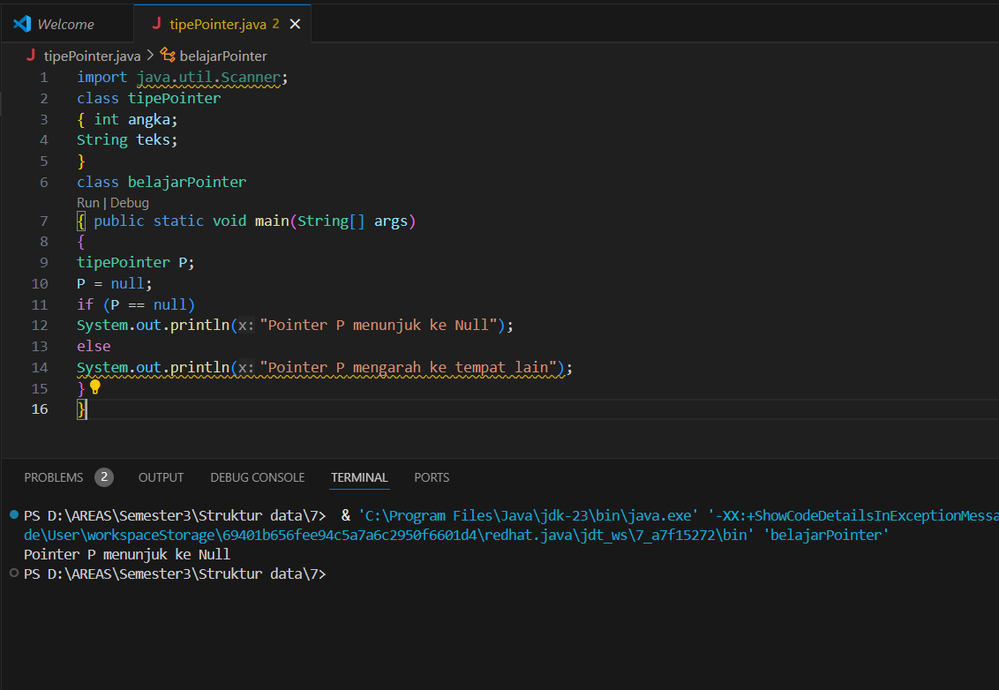 Welcome
J tipePointer.java 2
J tipePointer.java > belajarPointer
1 import java.util.Scanner;
2 class tipePointer
3 { int angka;
4 String teks;
5 }
6 class belajarPointer
Run | Debug
7 { public static void main(String[] args)
8 {
9 tipePointer P;
10 P = null;
11 if (P == null)
12 System.out.println(x: "Pointer P menunjuk ke Null");
13 else
14 System.out.println(x: "Pointer P mengarah ke tempat lain");
15 }
16 }
PROBLEMS 2 OUTPUT DEBUG CONSOLE TERMINAL PORTS
PS D:\AREAS\Semester3\Struktur data\7> & 'C:\Program Files\Java\jdk-23\bin\java.exe' '-XX:+ShowCodeDetailsInExceptionMessa
de\User\workspaceStorage\69401b656fee94c5a7a6c2950f6601d4\redhat.java\jdt_ws\7_a7f15272\bin' 'belajarPointer'
Pointer P menunjuk ke Null
PS D:\AREAS\Semester3\Struktur data\7>